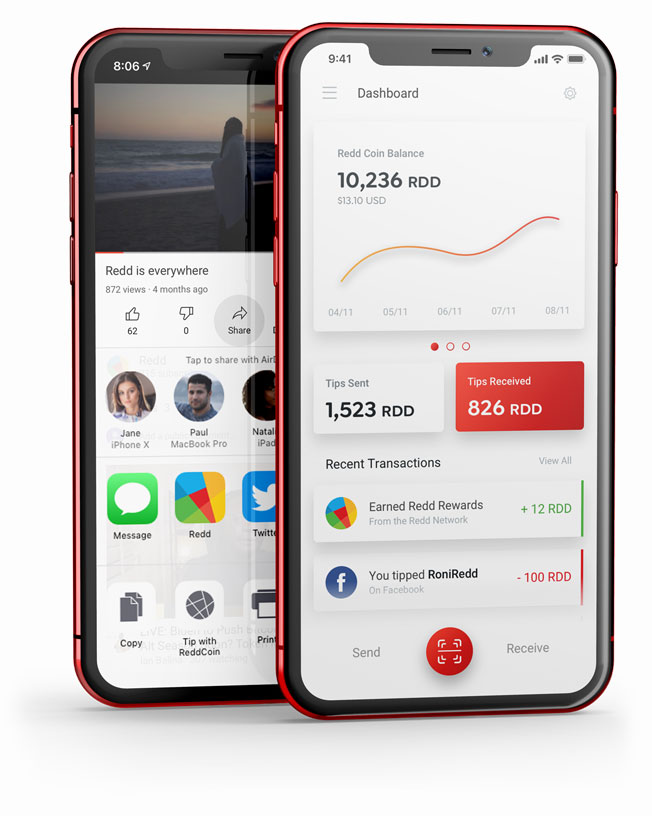 8:06
Redd is everywhere
872 views · 4 months ago
62
0
Share
Tap to share with AirD
Jane
iPhone X
Paul
MacBook Pro
Natal
iPad
Message
Redd
Twitte
Copy
Tip with
ReddCoin
Print
9:41
Dashboard
Redd Coin Balance
10,236 RDD
$13.10 USD
04/11 05/11 06/11 07/11 08/11
Tips Sent
1,523 RDD
Tips Received
826 RDD
Recent Transactions
View All
Earned Redd Rewards
From the Redd Network
+ 12 RDD
You tipped RoniRedd
On Facebook
- 100 RDD
Send
Receive